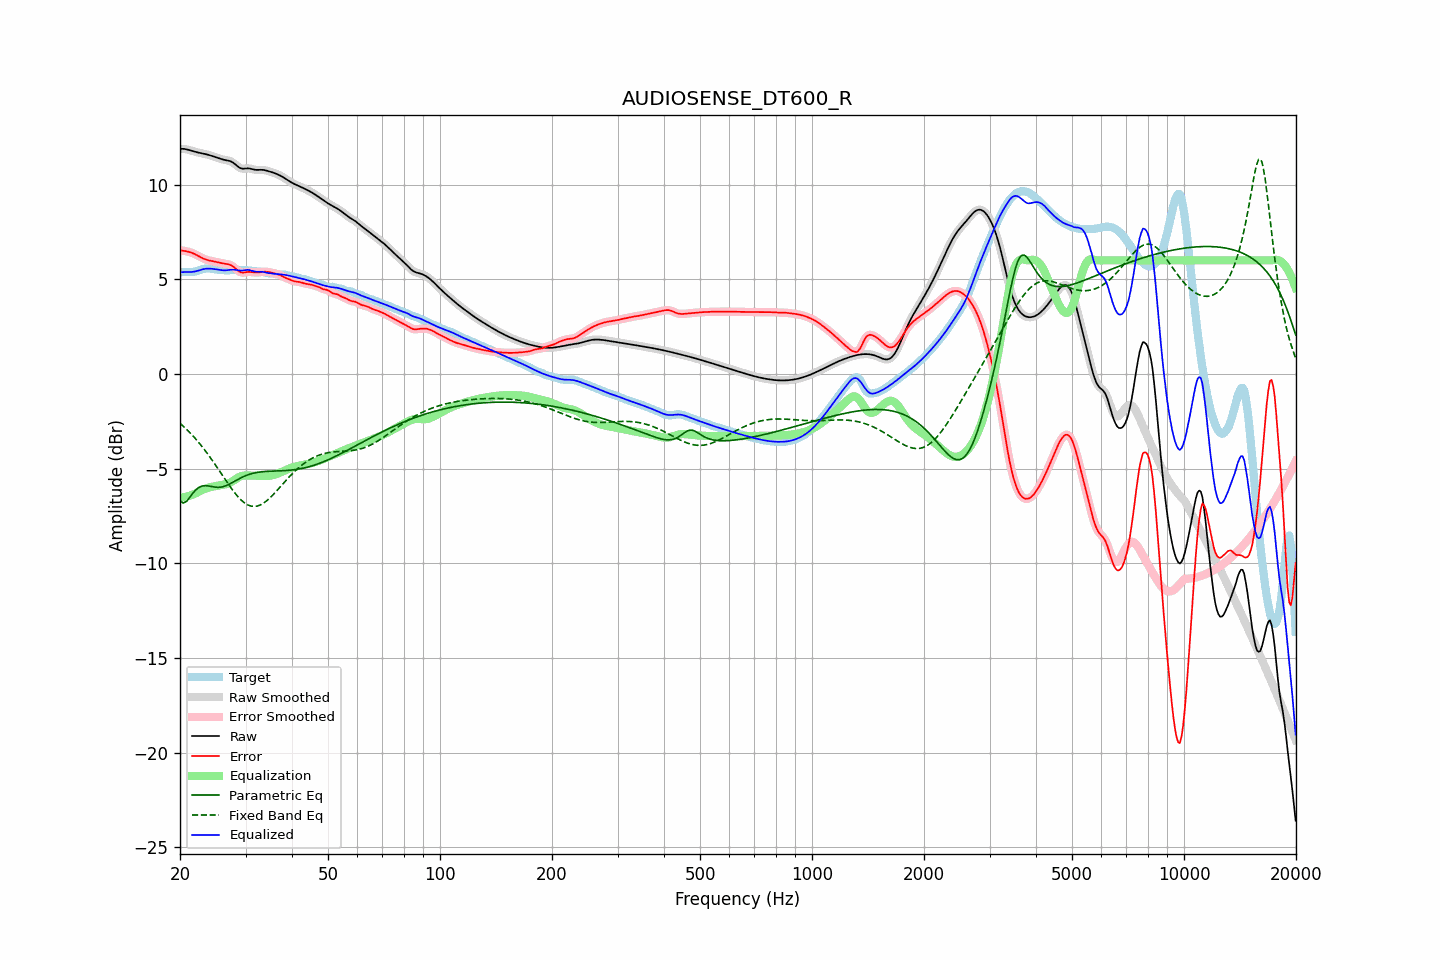 AUDIOSENSE_DT600_R
Amplitude (dBr)
10
5
0
−5
−10
−15
−20
−25
Target
Raw Smoothed
Error Smoothed
Raw
Error
Equalization
Parametric Eq
Fixed Band Eq
Equalized
20 50 100 200 500 1000 2000 5000 10000 20000
Frequency (Hz)